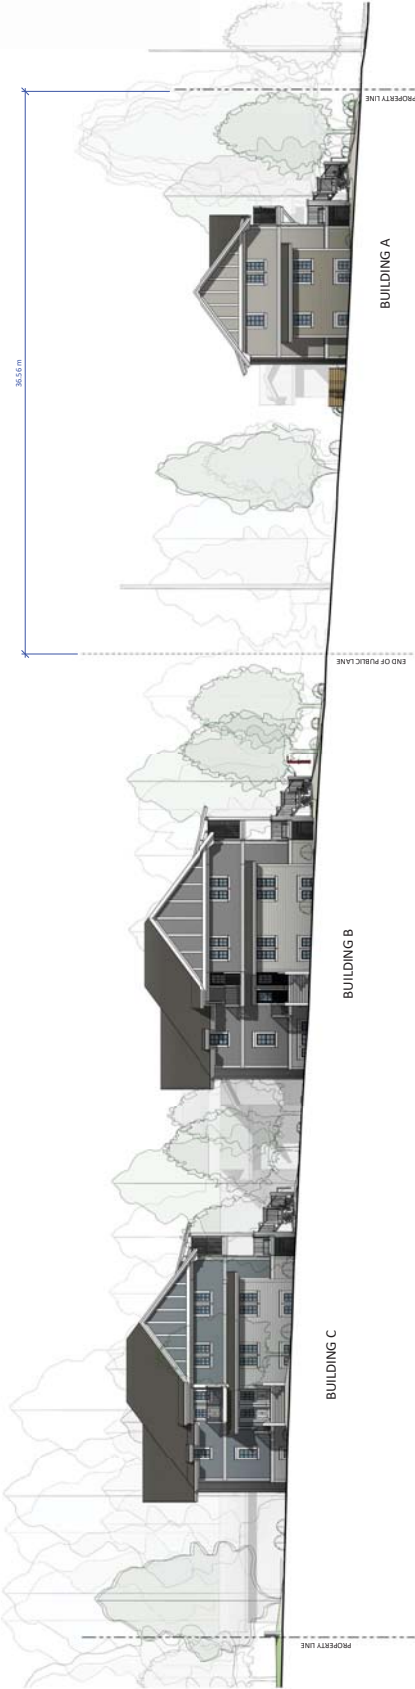 36.56 m
PROPERTY LINE
BUILDING C
BUILDING B
END OF PUBLIC LANE
BUILDING A
PROPERTY LINE